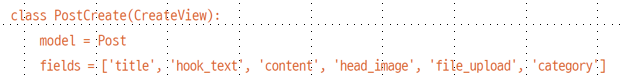 class PostCreate(CreateView):
    model = Post
    fields = ['title', 'hook_text', 'content', 'head_image', 'file_upload', 'category']